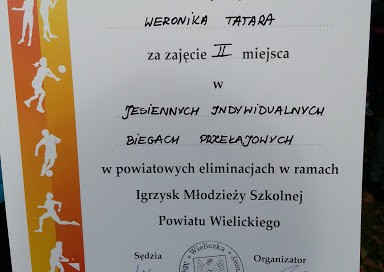 WERONIKA TATARA
za zajęcie II miejsca
w
JESIENNYCH INDYWIDUALNYCH
BIEGACH PRZEŁAJOWYCH
w powiatowych eliminacjach w ramach
Igrzysk Młodzieży Szkolnej
Powiatu Wielickiego
Sędzia
Wieliczka
Organizator